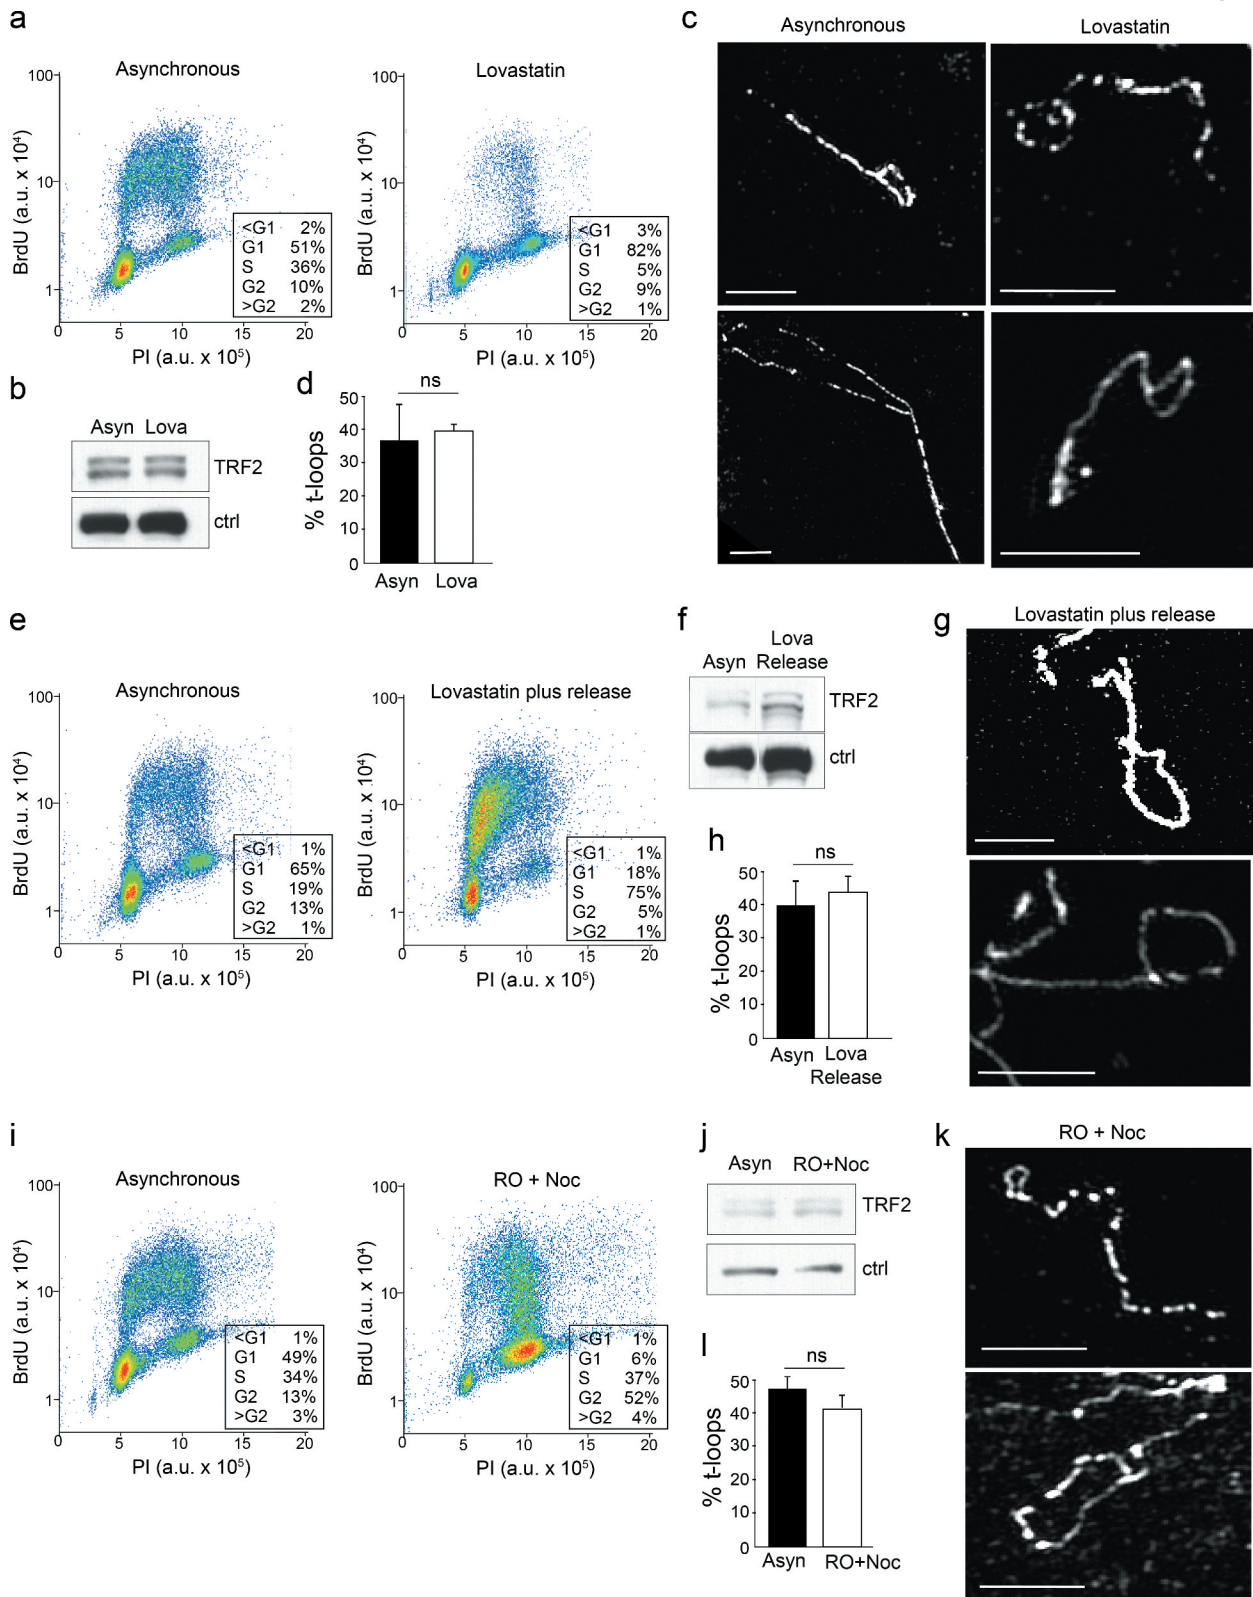 a
Asynchronous
100
10
1
0
5
10
15
20
BrdU (a.u. x 10⁴)
PI (a.u. x 10⁵)
<G1 2%
G1 51%
S 36%
G2 10%
>G2 2%
Lovastatin
100
10
1
0
5
10
15
20
BrdU (a.u. x 10⁴)
PI (a.u. x 10⁵)
<G1 3%
G1 82%
S 5%
G2 9%
>G2 1%
b
Asyn Lova
TRF2
ctrl
c
Asynchronous
Lovastatin
d
ns
50
40
30
20
10
0
% t-loops
Asyn Lova
e
Asynchronous
100
10
1
0
5
10
15
20
BrdU (a.u. x 10⁴)
PI (a.u. x 10⁵)
<G1 1%
G1 65%
S 19%
G2 13%
>G2 1%
Lovastatin plus release
100
10
1
0
5
10
15
20
BrdU (a.u. x 10⁴)
PI (a.u. x 10⁵)
<G1 1%
G1 18%
S 75%
G2 5%
>G2 1%
f
Lova
Asyn Release
TRF2
ctrl
g
Lovastatin plus release
h
ns
50
40
30
20
10
0
% t-loops
Asyn Lova
Release
i
Asynchronous
100
10
1
0
5
10
15
20
BrdU (a.u. x 10⁴)
PI (a.u. x 10⁵)
<G1 1%
G1 49%
S 34%
G2 13%
>G2 3%
RO + Noc
100
10
1
0
5
10
15
20
BrdU (a.u. x 10⁴)
PI (a.u. x 10⁵)
<G1 1%
G1 6%
S 37%
G2 52%
>G2 4%
j
Asyn RO+Noc
TRF2
ctrl
k
RO + Noc
l
ns
50
40
30
20
10
0
% t-loops
Asyn RO+Noc